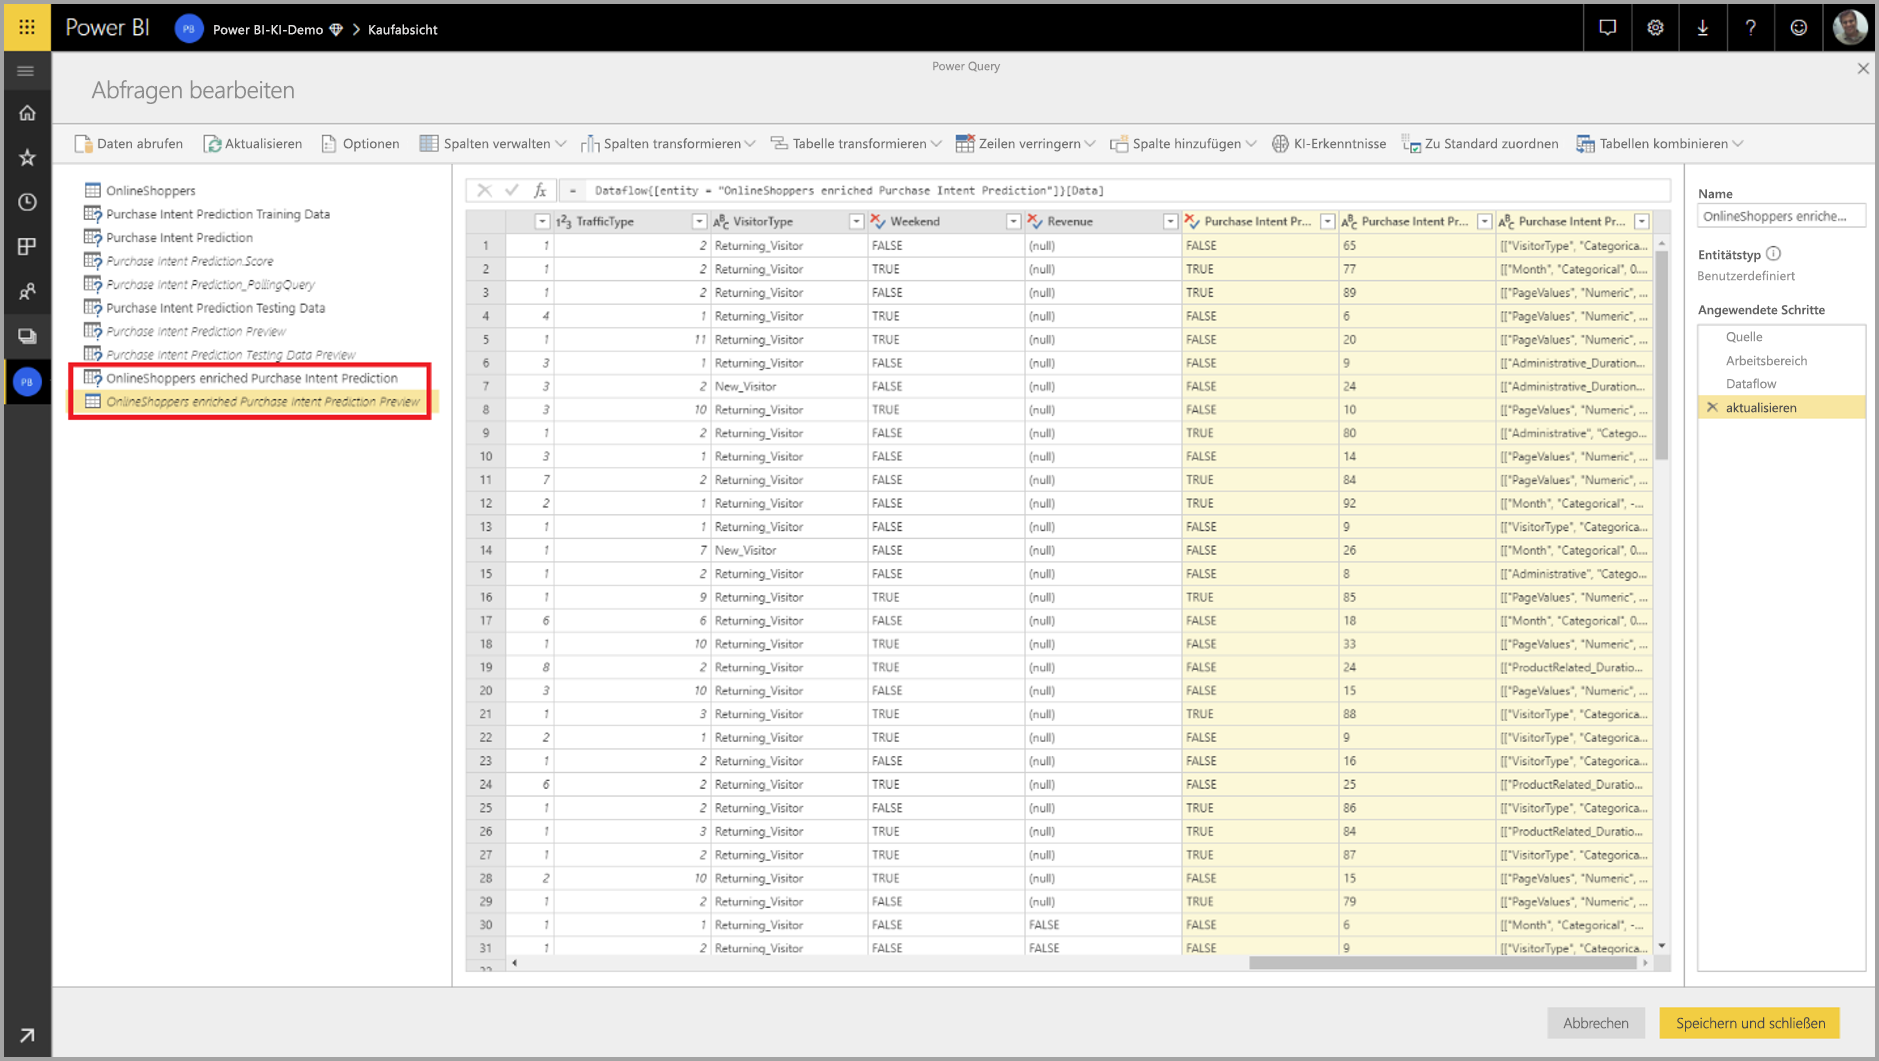 Power BI PB Power BI-KI-Demo Kaufabsicht ?
Power Query
Abfragen bearbeiten
Daten abrufen Aktualisieren Optionen Spalten verwalten Spalten transformieren Tabelle transformieren Zeilen verringern Spalte hinzufügen KI-Erkenntnisse Zu Standard zuordnen Tabellen kombinieren
OnlineShoppers
Purchase Intent Prediction Training Data
Purchase Intent Prediction
Purchase Intent Prediction.Score
Purchase Intent Prediction_PollingQuery
Purchase Intent Prediction Testing Data
Purchase Intent Prediction Preview
Purchase Intent Prediction Testing Data Preview
OnlineShoppers enriched Purchase Intent Prediction
OnlineShoppers enriched Purchase Intent Prediction Preview
PB
fx = Dataflow{[entity = "OnlineShoppers enriched Purchase Intent Prediction"]}[Data]
123 TrafficType ABC VisitorType Weekend Revenue Purchase Intent Pr... ABC Purchase Intent Pr... ABC Purchase Intent Pr...
1 1 2 Returning_Visitor FALSE (null) FALSE 65 [["VisitorType", "Categorica...
2 1 2 Returning_Visitor TRUE (null) TRUE 77 [["Month", "Categorical", 0....
3 1 2 Returning_Visitor FALSE (null) TRUE 89 [["PageValues", "Numeric", ...
4 4 1 Returning_Visitor TRUE (null) FALSE 6 [["PageValues", "Numeric", ...
5 1 11 Returning_Visitor TRUE (null) FALSE 20 [["PageValues", "Numeric", ...
6 3 1 Returning_Visitor FALSE (null) FALSE 9 [["Administrative_Duration...
7 3 2 New_Visitor FALSE (null) FALSE 24 [["Administrative_Duration...
8 3 10 Returning_Visitor TRUE (null) FALSE 10 [["PageValues", "Numeric", ...
9 1 2 Returning_Visitor FALSE (null) TRUE 80 [["Administrative", "Catego...
10 3 1 Returning_Visitor FALSE (null) FALSE 14 [["PageValues", "Numeric", ...
11 7 2 Returning_Visitor FALSE (null) TRUE 84 [["PageValues", "Numeric", ...
12 2 1 Returning_Visitor FALSE (null) TRUE 92 [["Month", "Categorical", -...
13 1 1 Returning_Visitor FALSE (null) FALSE 9 [["VisitorType", "Categorica...
14 1 7 New_Visitor FALSE (null) FALSE 26 [["Month", "Categorical", 0....
15 1 2 Returning_Visitor FALSE (null) FALSE 8 [["Administrative", "Catego...
16 1 9 Returning_Visitor TRUE (null) TRUE 85 [["PageValues", "Numeric", ...
17 6 6 Returning_Visitor FALSE (null) FALSE 18 [["Month", "Categorical", 0....
18 1 10 Returning_Visitor TRUE (null) FALSE 33 [["PageValues", "Numeric", ...
19 8 2 Returning_Visitor TRUE (null) FALSE 24 [["ProductRelated_Duratio...
20 3 10 Returning_Visitor FALSE (null) FALSE 15 [["PageValues", "Numeric", ...
21 1 3 Returning_Visitor TRUE (null) TRUE 88 [["VisitorType", "Categorica...
22 2 1 Returning_Visitor TRUE (null) FALSE 9 [["VisitorType", "Categorica...
23 1 2 Returning_Visitor FALSE (null) FALSE 16 [["VisitorType", "Categorica...
24 6 2 Returning_Visitor TRUE (null) FALSE 25 [["ProductRelated_Duratio...
25 1 2 Returning_Visitor FALSE (null) TRUE 86 [["VisitorType", "Categorica...
26 1 3 Returning_Visitor TRUE (null) TRUE 84 [["ProductRelated_Duratio...
27 1 2 Returning_Visitor TRUE (null) TRUE 87 [["VisitorType", "Categorica...
28 2 10 Returning_Visitor TRUE (null) FALSE 15 [["PageValues", "Numeric", ...
29 1 2 Returning_Visitor FALSE (null) TRUE 79 [["PageValues", "Numeric", ...
30 1 1 Returning_Visitor FALSE FALSE FALSE 6 [["Month", "Categorical", -...
31 1 2 Returning_Visitor FALSE FALSE FALSE 9 [["VisitorType", "Categorica...
Name
OnlineShoppers enriche...
Entitätstyp
Benutzerdefiniert
Angewendete Schritte
Quelle
Arbeitsbereich
Dataflow
aktualisieren
Abbrechen Speichern und schließen